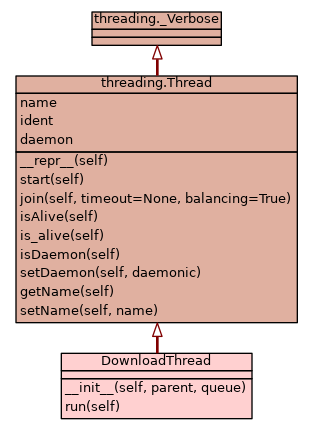 threading._Verbose
threading.Thread
name
ident
daemon
__repr__(self)
start(self)
join(self, timeout=None, balancing=True)
isAlive(self)
is_alive(self)
isDaemon(self)
setDaemon(self, daemonic)
getName(self)
setName(self, name)
DownloadThread
__init__(self, parent, queue)
run(self)